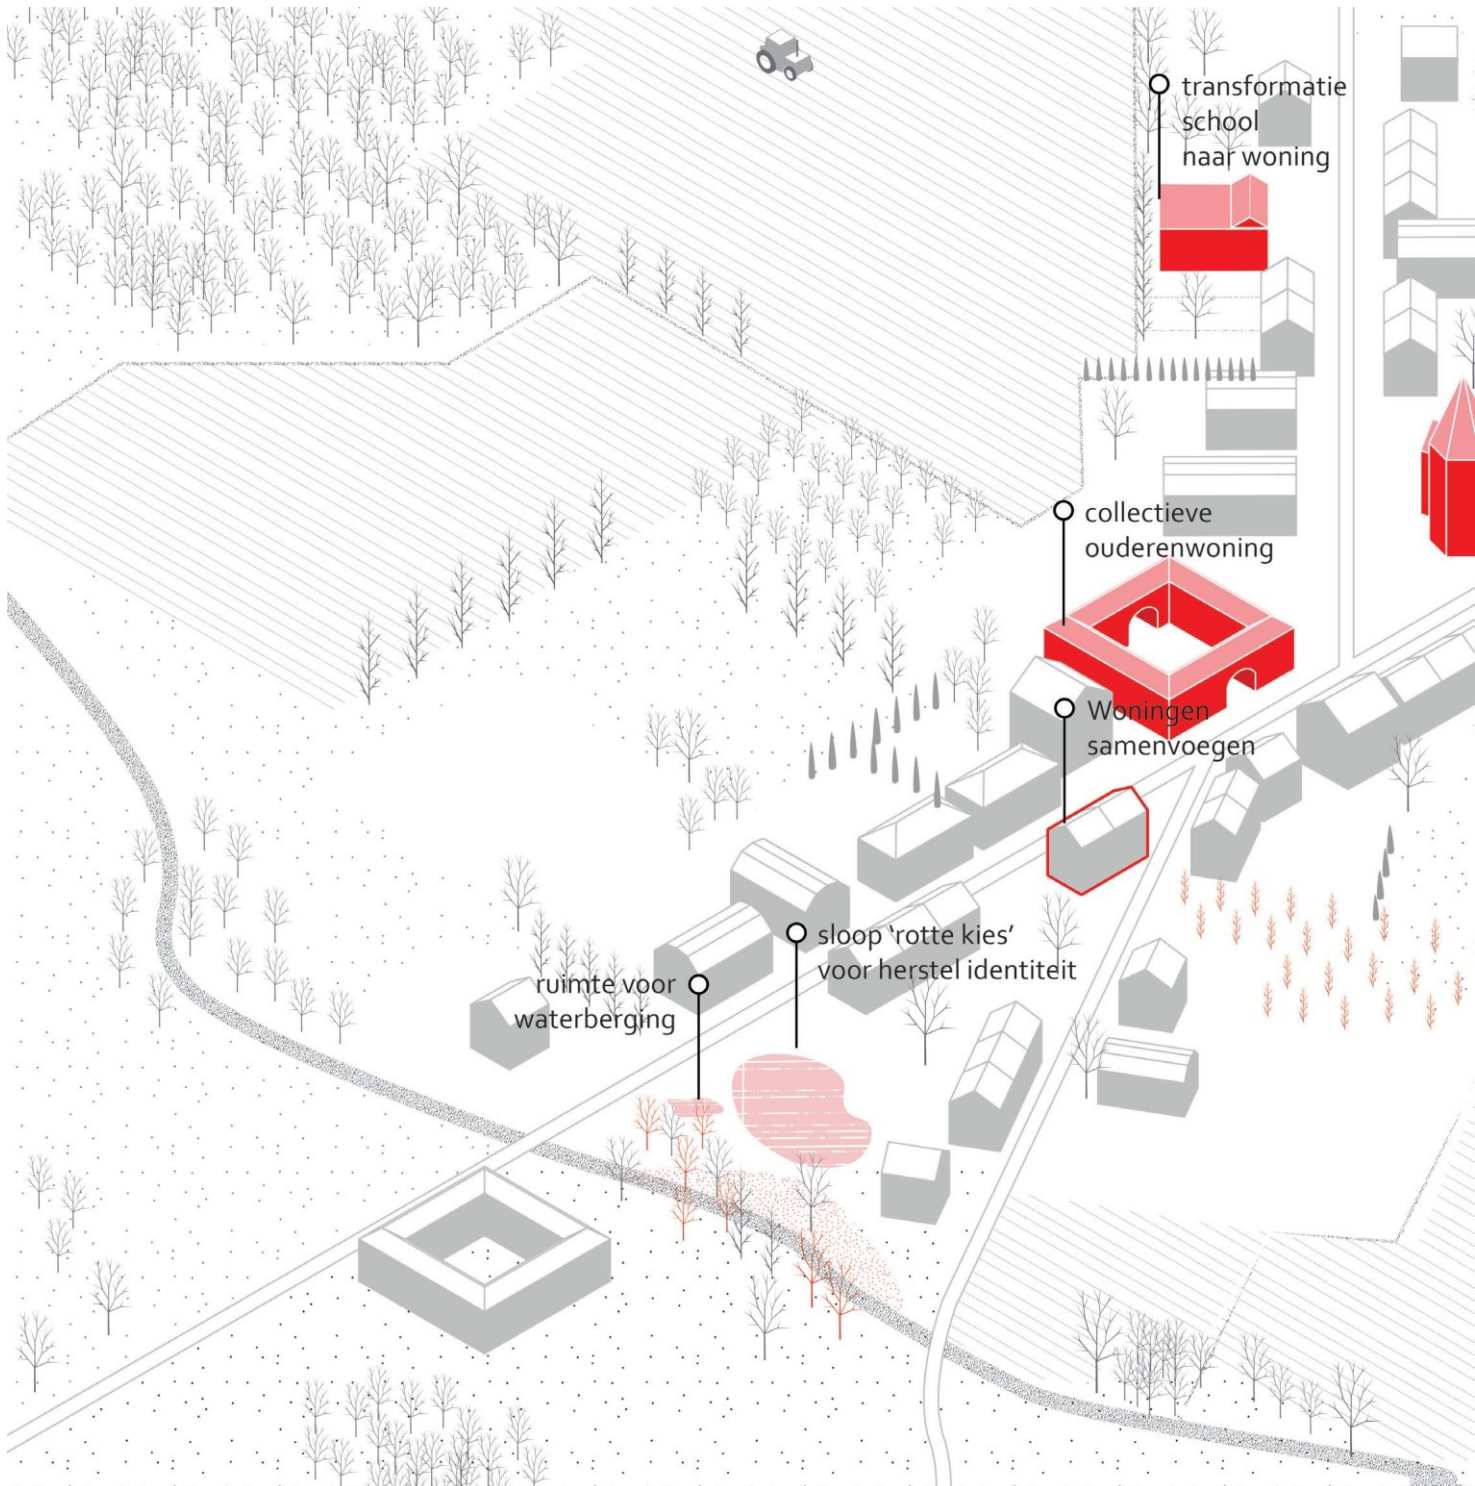 transformatie
school
naar woning
collectieve
ouderenwoning
Woningen
samenvoegen
sloop ‘rotte kies’
voor herstel identiteit
ruimte voor
waterberging